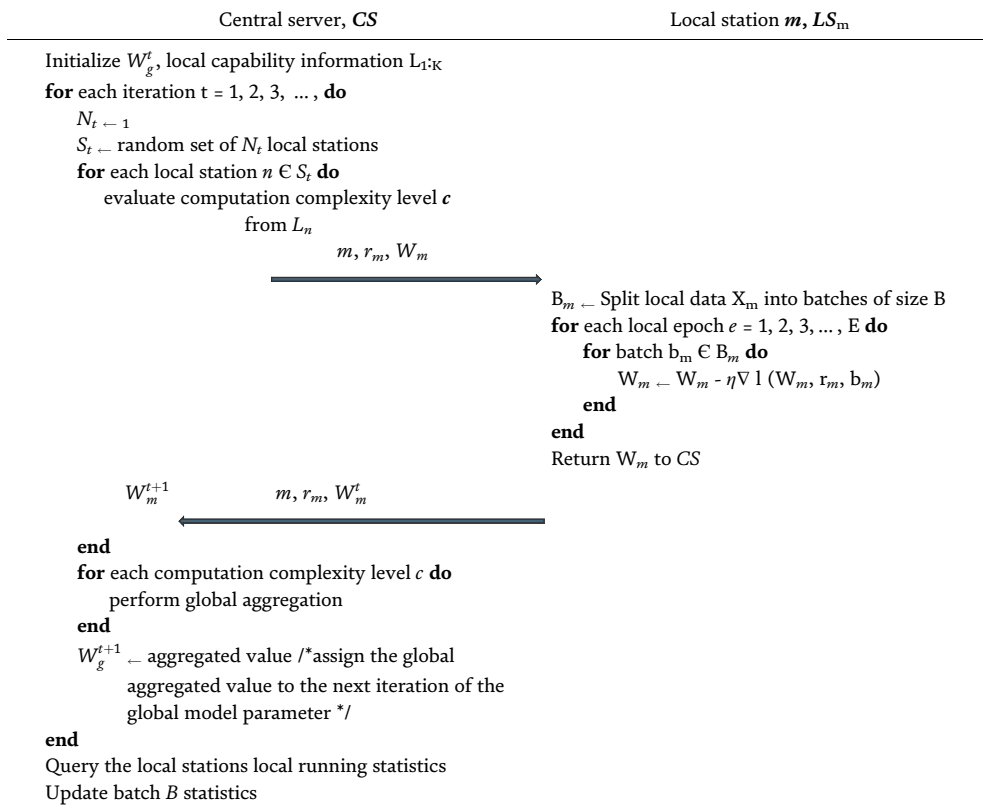 Central server, CS
Local station m, LSₘ
Initialize W_g^t, local capability information L₁:K
for each iteration t = 1, 2, 3, ..., do
N_t ← 1
S_t ← random set of N_t local stations
for each local station n Є S_t do
evaluate computation complexity level c
from L_n
m, r_m, W_m
B_m ← Split local data X_m into batches of size B
for each local epoch e = 1, 2, 3, ..., E do
for batch b_m Є B_m do
W_m ← W_m - η∇ l (W_m, r_m, b_m)
end
end
Return W_m to CS
W_m^{t+1}
m, r_m, W_m^t
end
for each computation complexity level c do
perform global aggregation
end
W_g^{t+1} ← aggregated value /*assign the global
aggregated value to the next iteration of the
global model parameter */
end
Query the local stations local running statistics
Update batch B statistics